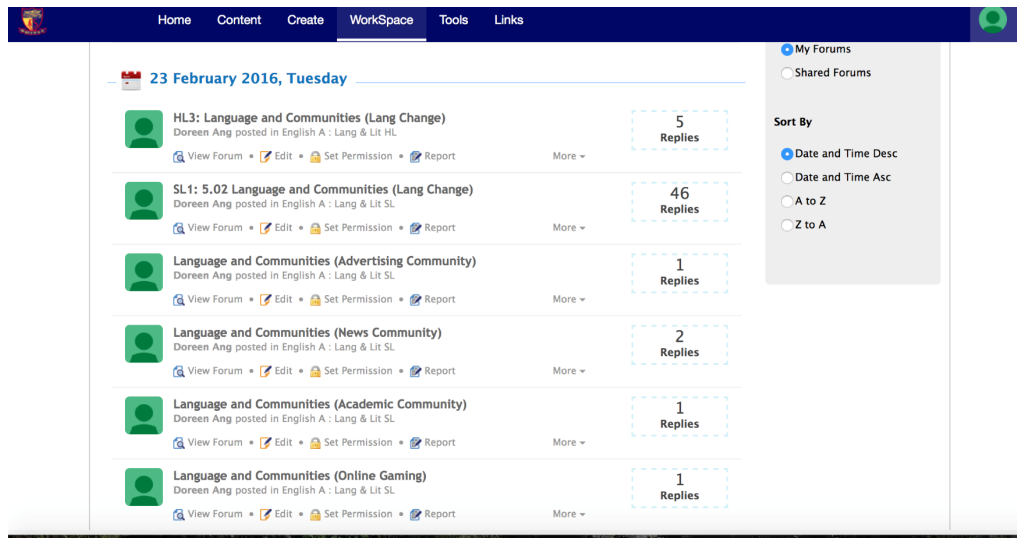 Home Content Create WorkSpace Tools Links
My Forums
Shared Forums
Sort By
Date and Time Desc
Date and Time Asc
A to Z
Z to A
23 February 2016, Tuesday
HL3: Language and Communities (Lang Change)
Doreen Ang posted in English A : Lang & Lit HL
View Forum • Edit • Set Permission • Report More
5
Replies
SL1: 5.02 Language and Communities (Lang Change)
Doreen Ang posted in English A : Lang & Lit SL
View Forum • Edit • Set Permission • Report More
46
Replies
Language and Communities (Advertising Community)
Doreen Ang posted in English A : Lang & Lit SL
View Forum • Edit • Set Permission • Report More
1
Replies
Language and Communities (News Community)
Doreen Ang posted in English A : Lang & Lit SL
View Forum • Edit • Set Permission • Report More
2
Replies
Language and Communities (Academic Community)
Doreen Ang posted in English A : Lang & Lit SL
View Forum • Edit • Set Permission • Report More
1
Replies
Language and Communities (Online Gaming)
Doreen Ang posted in English A : Lang & Lit SL
View Forum • Edit • Set Permission • Report More
1
Replies